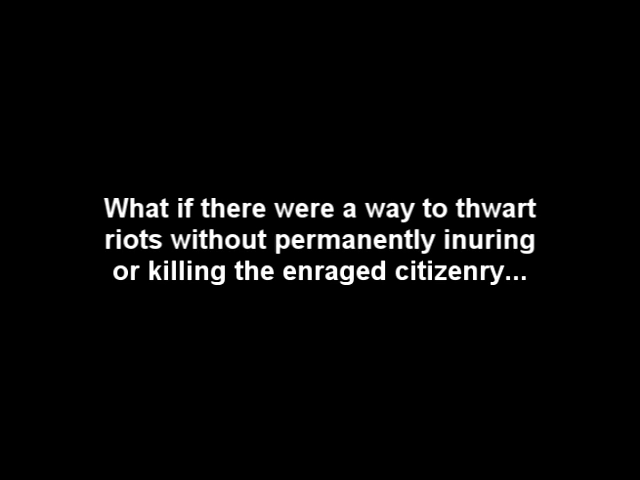 What if there were a way to thwart
riots without permanently inuring
or killing the enraged citizenry...